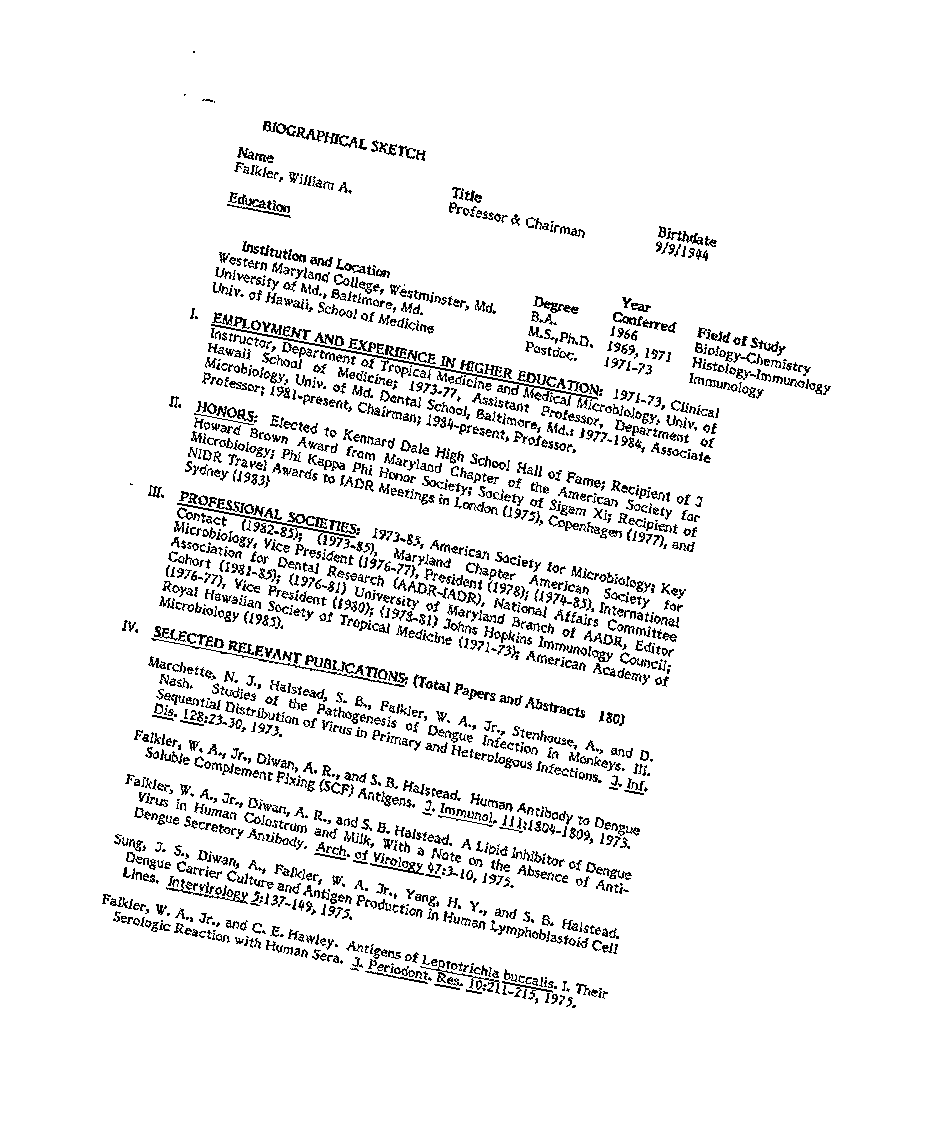 BIOGRAPHICAL SKETCH
Name
Falkler, William A.
Title
Professor & Chairman
Birthdate
9/9/1944
Education
Institution and Location
Western Maryland College, Westminster, Md.
University of Md., Baltimore, Md.
Univ. of Hawaii, School of Medicine
Degree
B.A.
M.S.,Ph.D.
Postdoc.
Year
Conferred
1966
1969, 1971
1971-73
Field of Study
Biology-Chemistry
Histology-Immunology
Immunology
I. EMPLOYMENT AND EXPERIENCE IN HIGHER EDUCATION: 1971-73, Clinical
Instructor, Department of Tropical Medicine and Medical Microbiology, Univ. of
Hawaii School of Medicine; 1973-77, Assistant Professor, Department of
Microbiology, Univ. of Md. Dental School, Baltimore, Md.: 1977-1984, Associate
Professor; 1981-present, Chairman; 1984-present, Professor.
II. HONORS: Elected to Kennard Dale High School Hall of Fame; Recipient of J
Howard Brown Award from Maryland Chapter of the American Society for
Microbiology; Phi Kappa Phi Honor Society; Society of Sigam Xi; Recipient of
NIDR Travel Awards to IADR Meetings in London (1975), Copenhagen (1977), and
Sydney (1983)
III. PROFESSIONAL SOCIETIES: 1973-85, American Society for Microbiology; Key
Contact (1982-85); (1973-85), Maryland Chapter American Society for
Microbiology, Vice President (1976-77), President (1978); (1974-85), International
Association for Dental Research (AADR-IADR), National Affairs Committee
Cohort (1981-85); (1976-81) University of Maryland Branch of AADR, Editor
(1976-77), Vice President (1980); (1978-81) Johns Hopkins Immunology Council;
Royal Hawaiian Society of Tropical Medicine (1971-73); American Academy of
Microbiology (1985).
IV. SELECTED RELEVANT PUBLICATIONS: (Total Papers and Abstracts 180)
Marchette, N. J., Halstead, S. B., Falkler, W. A., Jr., Stenhouse, A., and D.
Nash. Studies of the Pathogenesis of Dengue Infection in Monkeys. III.
Sequential Distribution of Virus in Primary and Heterologous Infections. J. Inf.
Dis. 128:23-30, 1973.
Falkler, W. A., Jr., Diwan, A. R., and S. B. Halstead. Human Antibody to Dengue
Soluble Complement Fixing (SCF) Antigens. J. Immunol. 111:1804-1809, 1973.
Falkler, W. A., Jr., Diwan, A. R., and S. B. Halstead. A Lipid Inhibitor of Dengue
Virus in Human Colostrum and Milk, With a Note on the Absence of Anti-
Dengue Secretory Antibody. Arch. of Virology 47:3-10, 1975.
Sung, J. S., Diwan, A., Falkler, W. A. Jr., Yang, H. Y., and S. B. Halstead.
Dengue Carrier Culture and Antigen Production in Human Lymphoblastoid Cell
Lines. Intervirology 5:137-149, 1975.
Falkler, W. A., Jr., and C. E. Hawley. Antigens of Leptotrichia buccalis. I. Their
Serologic Reaction with Human Sera. J. Periodont. Res. 10:211-215, 1975.